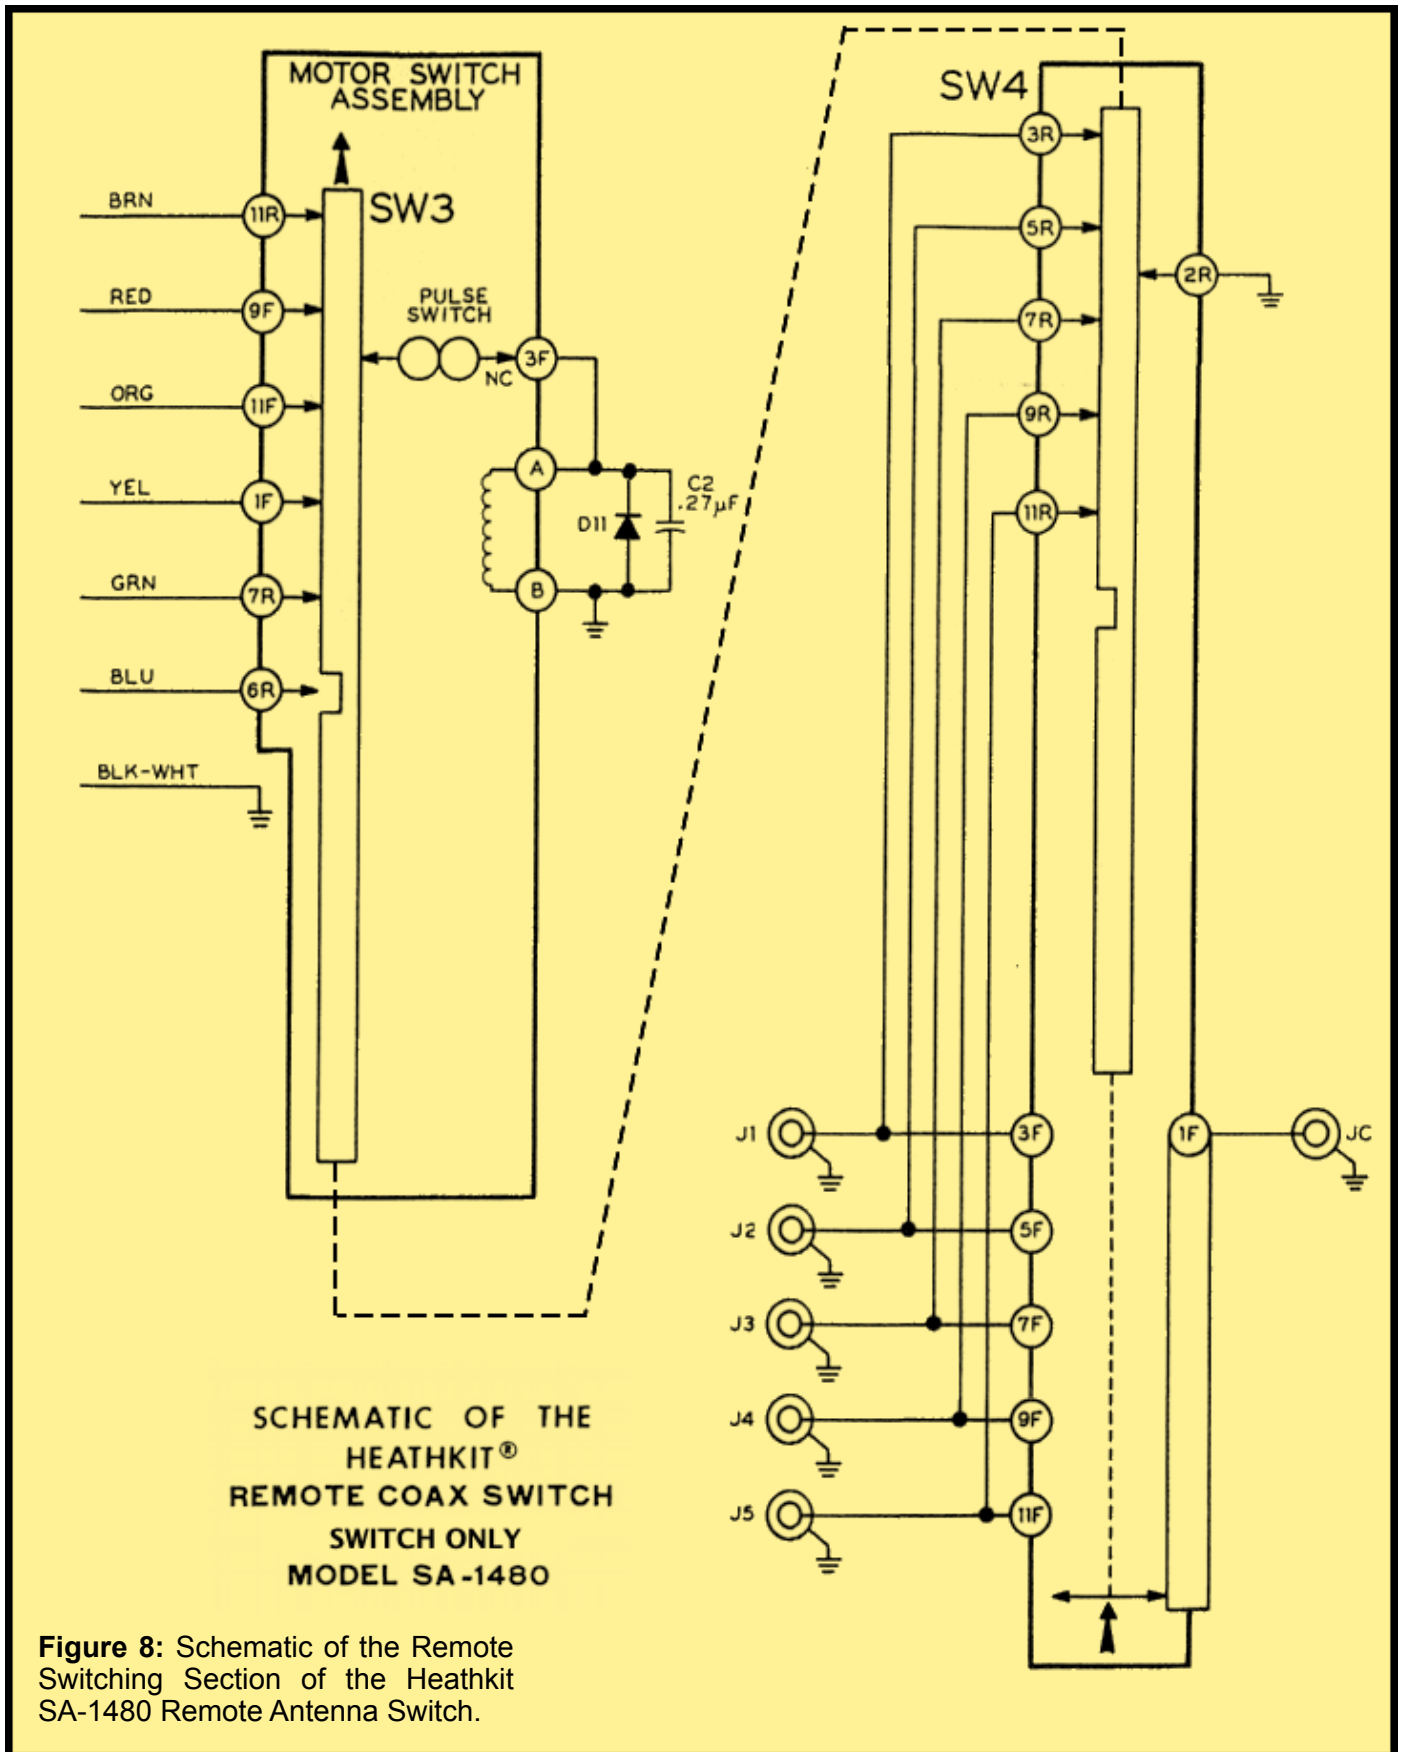 MOTOR SWITCH
ASSEMBLY
SW3
BRN
11R
RED
9F
ORG
11F
YEL
1F
GRN
7R
BLU
6R
BLK-WHT
PULSE
SWITCH
NC
3F
A
B
D11
C2
.27µF
SW4
3R
5R
7R
9R
11R
2R
J1
3F
J2
5F
J3
7F
J4
9F
J5
11F
1F
JC
SCHEMATIC OF THE
HEATHKIT®
REMOTE COAX SWITCH
SWITCH ONLY
MODEL SA-1480
Figure 8: Schematic of the Remote
Switching Section of the Heathkit
SA-1480 Remote Antenna Switch.